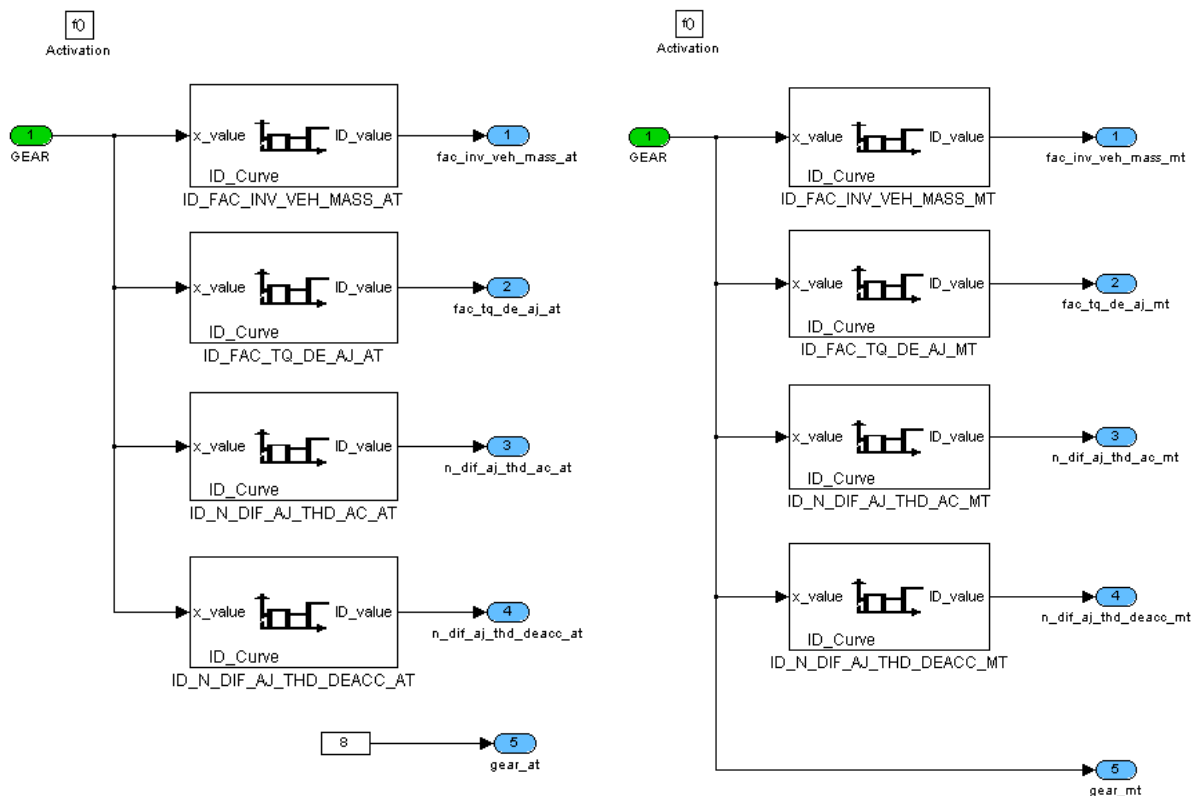 f()
Activation
1
GEAR
x_value
ID_value
ID_Curve
ID_FAC_INV_VEH_MASS_AT
1
fac_inv_veh_mass_at
x_value
ID_value
ID_Curve
ID_FAC_TQ_DE_AJ_AT
2
fac_tq_de_aj_at
x_value
ID_value
ID_Curve
ID_N_DIF_AJ_THD_AC_AT
3
n_dif_aj_thd_ac_at
x_value
ID_value
ID_Curve
ID_N_DIF_AJ_THD_DEACC_AT
4
n_dif_aj_thd_deacc_at
8
5
gear_at
f()
Activation
1
GEAR
x_value
ID_value
ID_Curve
ID_FAC_INV_VEH_MASS_MT
1
fac_inv_veh_mass_mt
x_value
ID_value
ID_Curve
ID_FAC_TQ_DE_AJ_MT
2
fac_tq_de_aj_mt
x_value
ID_value
ID_Curve
ID_N_DIF_AJ_THD_AC_MT
3
n_dif_aj_thd_ac_mt
x_value
ID_value
ID_Curve
ID_N_DIF_AJ_THD_DEACC_MT
4
n_dif_aj_thd_deacc_mt
5
gear_mt